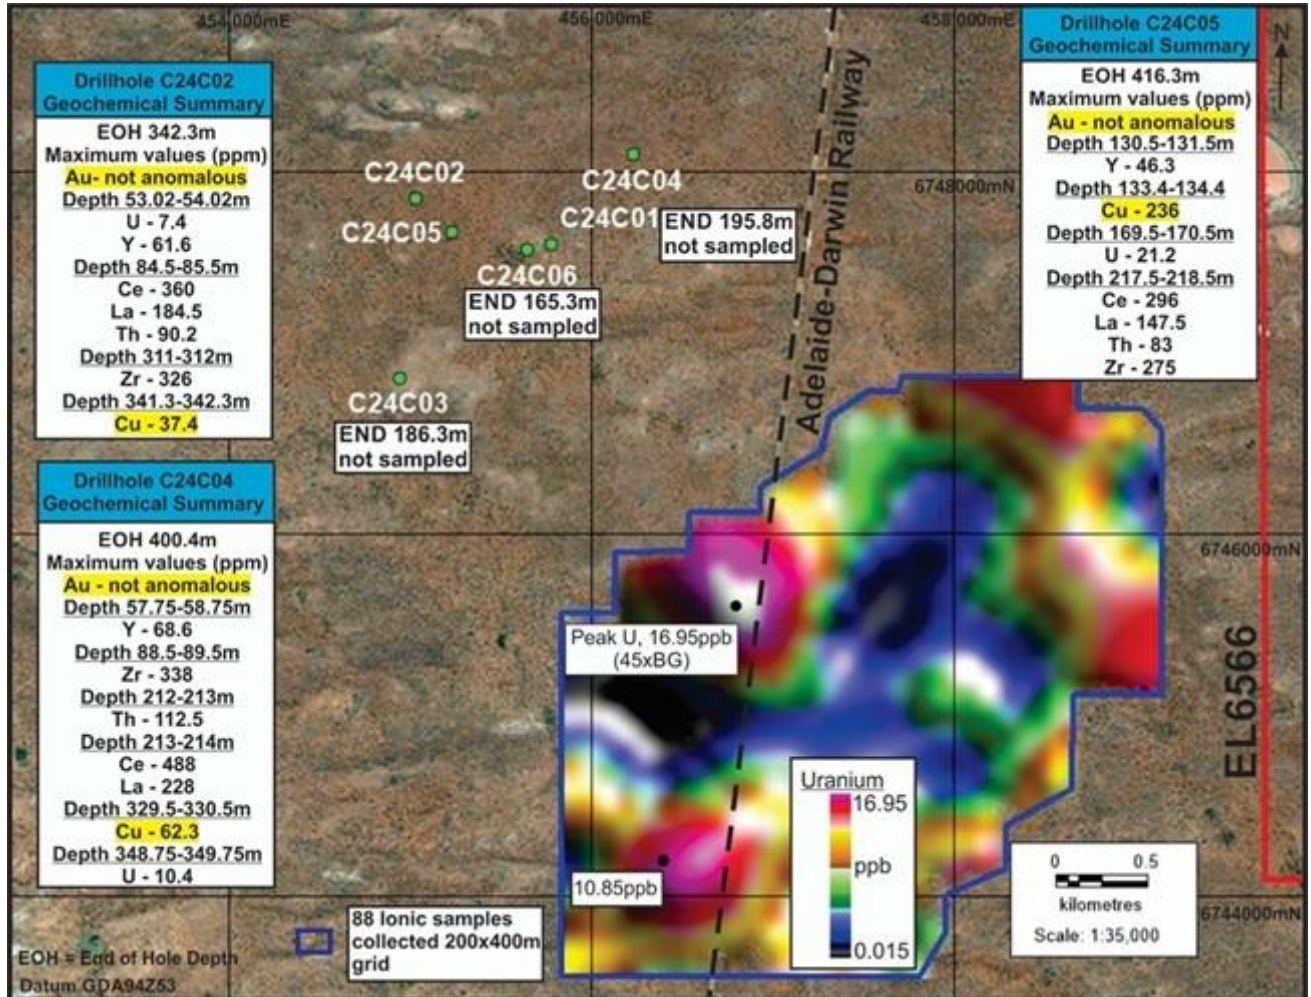 454 000mE
456 000mE
458 000mE
N
Drillhole C24C02
Geochemical Summary
EOH 342.3m
Maximum values (ppm)
Au- not anomalous
Depth 53.02-54.02m
U - 7.4
Y - 61.6
Depth 84.5-85.5m
Ce - 360
La - 184.5
Th - 90.2
Depth 311-312m
Zr - 326
Depth 341.3-342.3m
Cu - 37.4
Drillhole C24C04
Geochemical Summary
EOH 400.4m
Maximum values (ppm)
Au - not anomalous
Depth 57.75-58.75m
Y - 68.6
Depth 88.5-89.5m
Zr - 338
Depth 212-213m
Th - 112.5
Depth 213-214m
Ce - 488
La - 228
Depth 329.5-330.5m
Cu - 62.3
Depth 348.75-349.75m
U - 10.4
EOH = End of Hole Depth
Datum GDA94Z53
C24C02
C24C04
C24C05
C24C01
END 195.8m
not sampled
C24C06
END 165.3m
not sampled
C24C03
END 186.3m
not sampled
Adelaide-Darwin Railway
Drillhole C24C05
Geochemical Summary
EOH 416.3m
Maximum values (ppm)
Au - not anomalous
Depth 130.5-131.5m
Y - 46.3
Depth 133.4-134.4
Cu - 236
Depth 169.5-170.5m
U - 21.2
Depth 217.5-218.5m
Ce - 296
La - 147.5
Th - 83
Zr - 275
6748000mN
6746000mN
6744000mN
EL6566
Peak U, 16.95ppb
(45xBG)
10.85ppb
Uranium
16.95
ppb
0.015
0 0.5
kilometres
Scale: 1:35,000
88 Ionic samples
collected 200x400m
grid